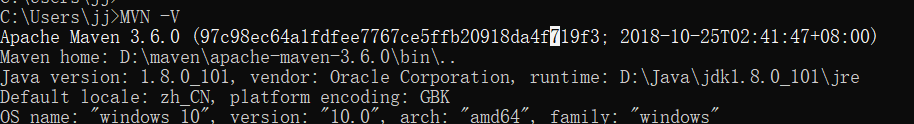 C:\Users\jj>MVN -V
Apache Maven 3.6.0 (97c98ec64a1fdfee7767ce5ffb20918da4f719f3; 2018-10-25T02:41:47+08:00)
Maven home: D:\maven\apache-maven-3.6.0\bin\..
Java version: 1.8.0_101, vendor: Oracle Corporation, runtime: D:\Java\jdk1.8.0_101\jre
Default locale: zh_CN, platform encoding: GBK
OS name: "windows 10", version: "10.0", arch: "amd64", family: "windows"